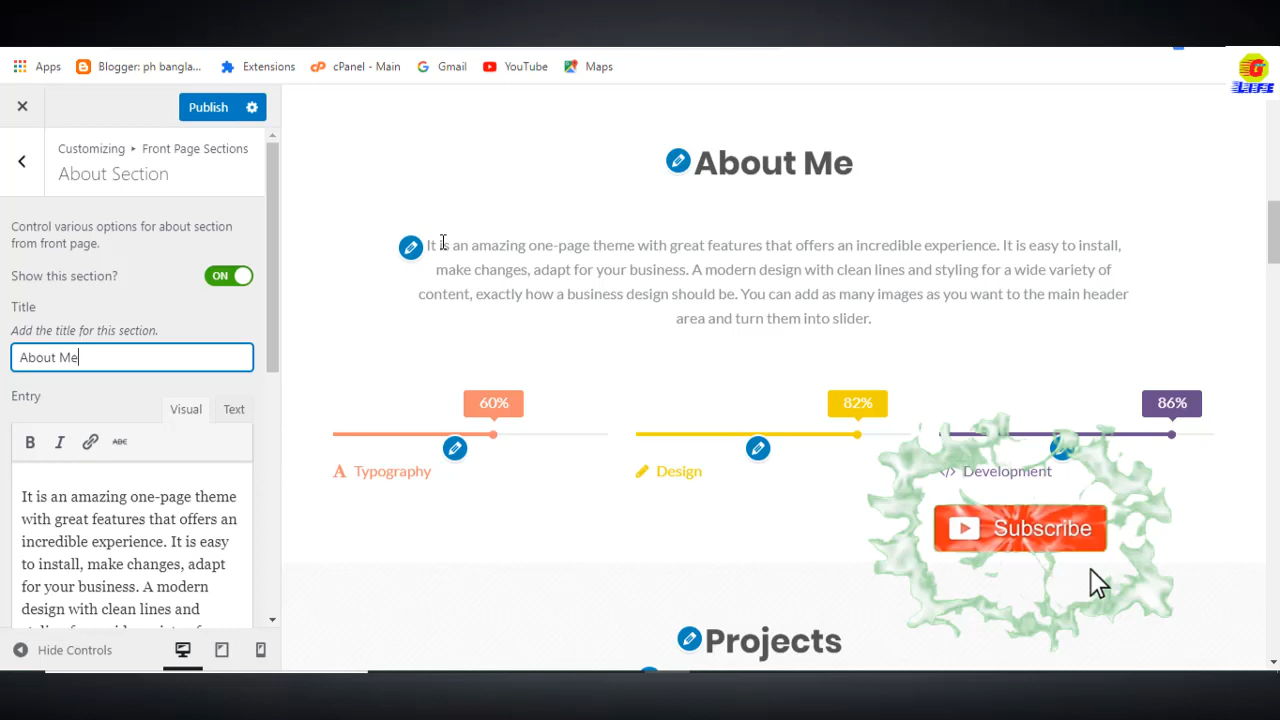 G
LIFE
Apps
Blogger: ph bangla...
Extensions
cPanel - Main
Gmail
YouTube
Maps
Publish
Customizing ▸ Front Page Sections
About Section
Control various options for about section
from front page.
Show this section?
ON
Title
Add the title for this section.
About Me
Entry
Visual
Text
B
I
ABC
It is an amazing one-page theme
with great features that offers an
incredible experience. It is easy
to install, make changes, adapt
for your business. A modern
design with clean lines and
Hide Controls
About Me
It is an amazing one-page theme with great features that offers an incredible experience. It is easy to install,
make changes, adapt for your business. A modern design with clean lines and styling for a wide variety of
content, exactly how a business design should be. You can add as many images as you want to the main header
area and turn them into slider.
60%
82%
86%
A Typography
Design
</> Development
Subscribe
Projects